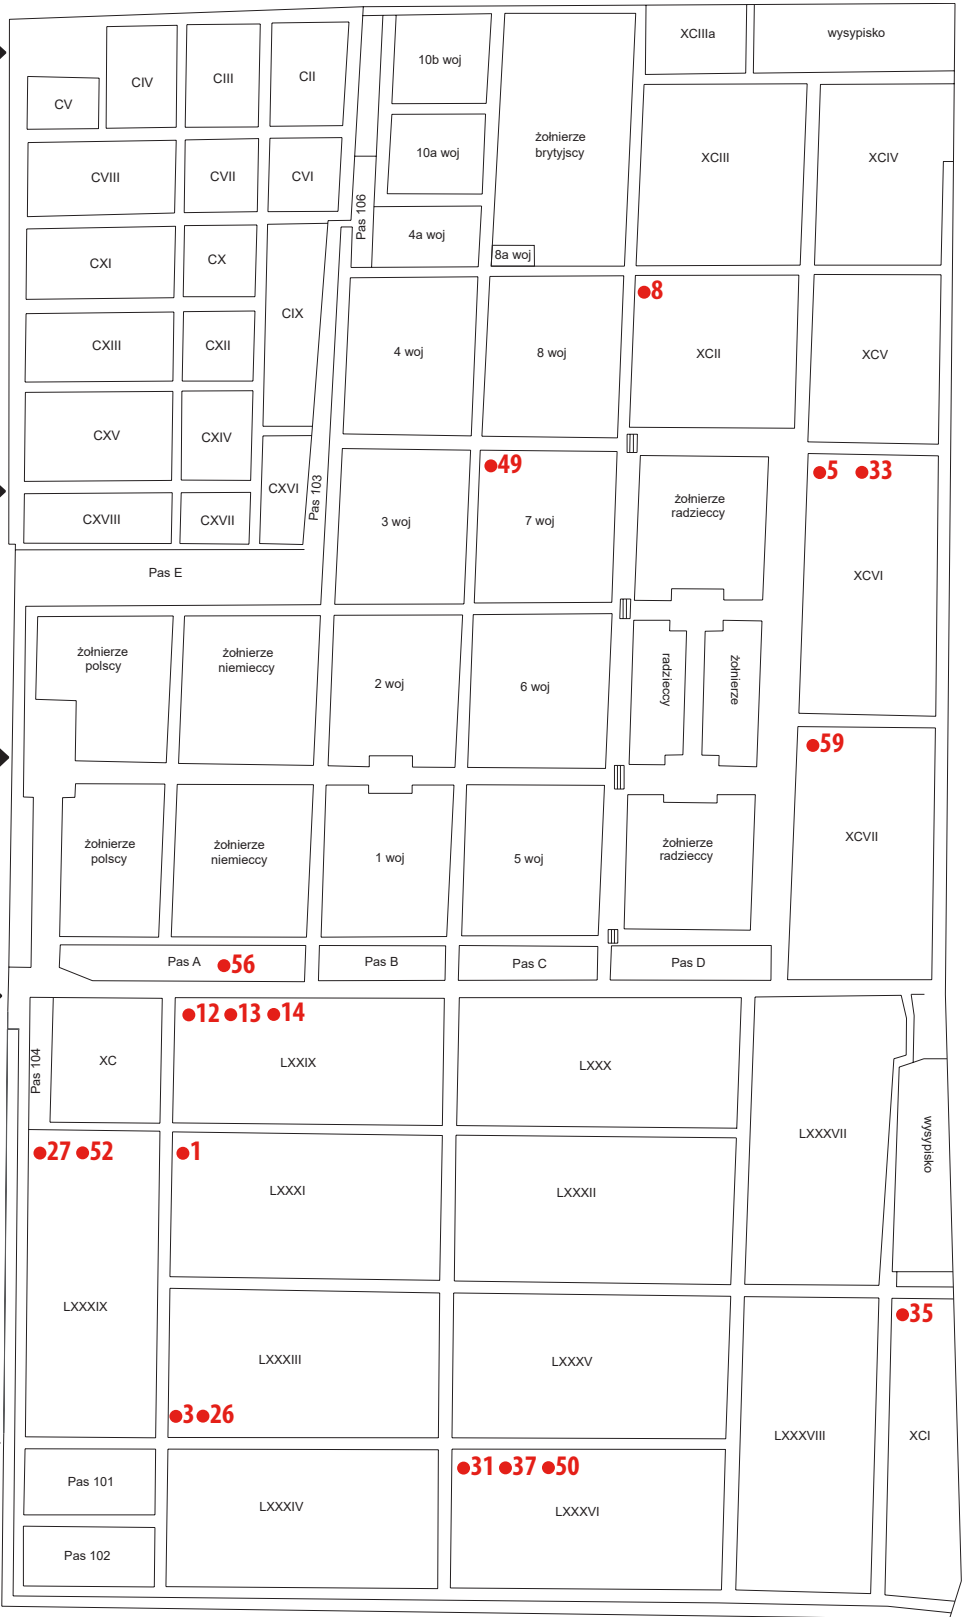 XCIIIa
wysypisko
CV
CIV
CIII
CII
10b woj
żołnierze
brytyjscy
XCIII
XCIV
CVIII
CVII
CVI
10a woj
Pas 106
4a woj
8a woj
CXI
CX
CIX
8
CXIII
CXII
4 woj
8 woj
XCII
XCV
CXV
CXIV
CXVI
Pas 103
49
5
33
CXVIII
CXVII
3 woj
7 woj
żołnierze
radzieccy
XCVI
Pas E
żołnierze
polscy
żołnierze
niemieccy
2 woj
6 woj
radzieccy
żołnierze
59
żołnierze
polscy
żołnierze
niemieccy
1 woj
5 woj
żołnierze
radzieccy
XCVII
Pas A
56
Pas B
Pas C
Pas D
12
13
14
Pas 104
XC
LXXIX
LXXX
LXXXVII
wysypisko
27
52
1
LXXXI
LXXXII
LXXXIX
35
LXXXIII
LXXXV
3
26
LXXXVIII
XCI
Pas 101
31
37
50
LXXXIV
LXXXVI
Pas 102